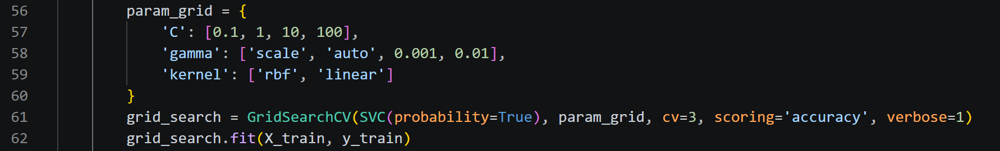 56 param_grid = {
57 'C': [0.1, 1, 10, 100],
58 'gamma': ['scale', 'auto', 0.001, 0.01],
59 'kernel': ['rbf', 'linear']
60 }
61 grid_search = GridSearchCV(SVC(probability=True), param_grid, cv=3, scoring='accuracy', verbose=1)
62 grid_search.fit(X_train, y_train)